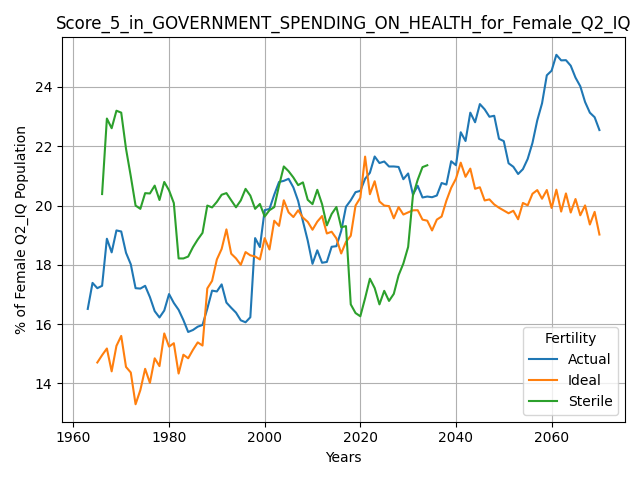 Score_5_in_GOVERNMENT_SPENDING_ON_HEALTH_for_Female_Q2_IQ
% of Female Q2_IQ Population
24
22
20
18
16
14
1960 1980 2000 2020 2040 2060
Years
Fertility
Actual
Ideal
Sterile